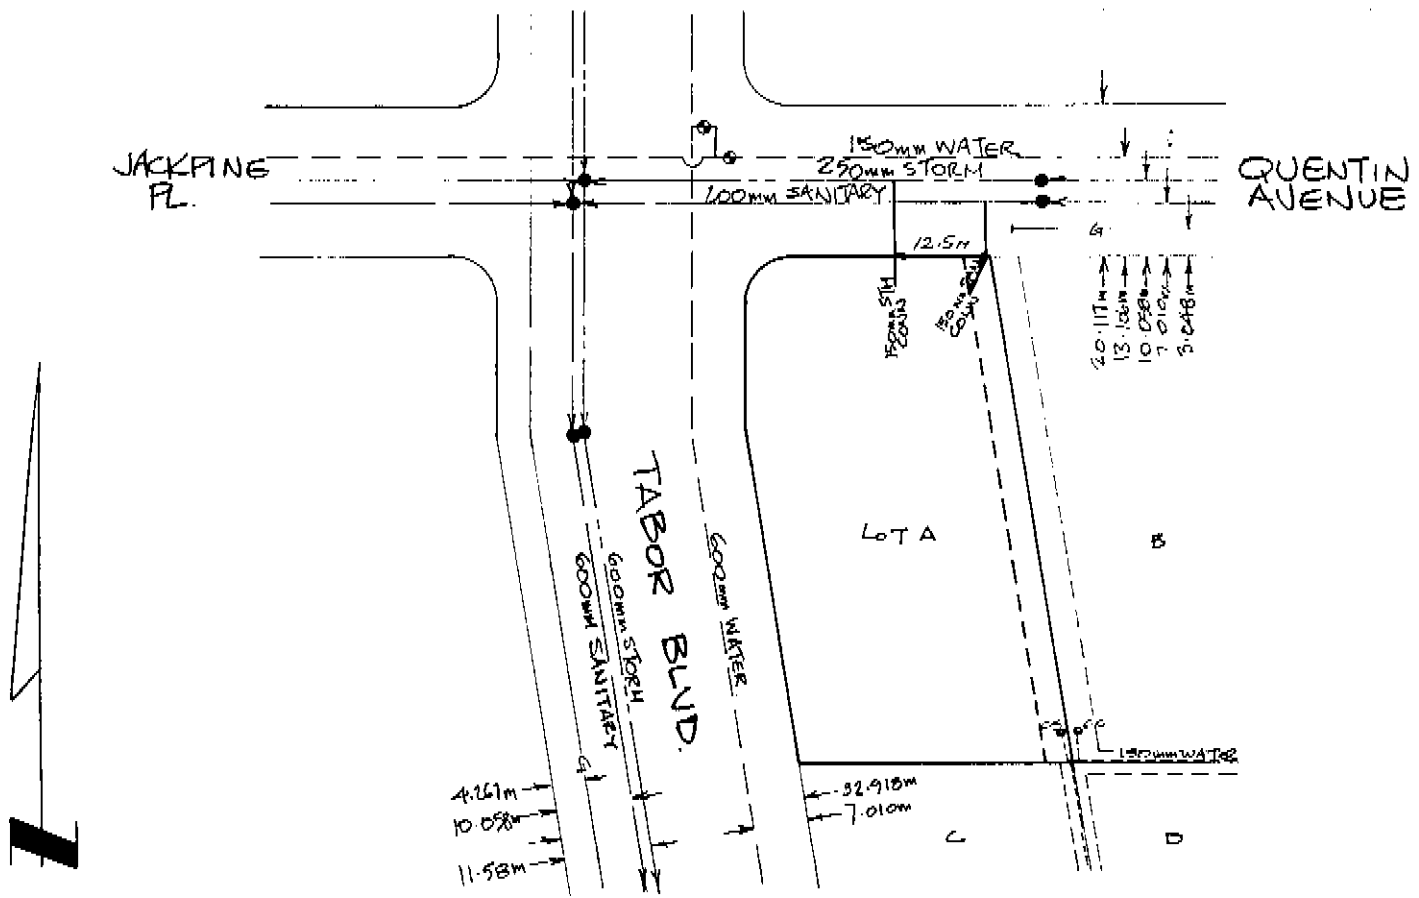 JACKPINE
PL.
150mm WATER
250mm STORM
200mm SANITARY
QUENTIN
AVENUE
G
12.5m
150mm STM
CONN
CONN
20.117m
13.106m
10.058m
7.010m
3.048m
TABOR BLVD.
600mm WATER
600mm STORM
600mm SANITARY
LOT A
B
150mm WATER
G
4.267m
10.058m
11.58m
32.918m
7.010m
C
D